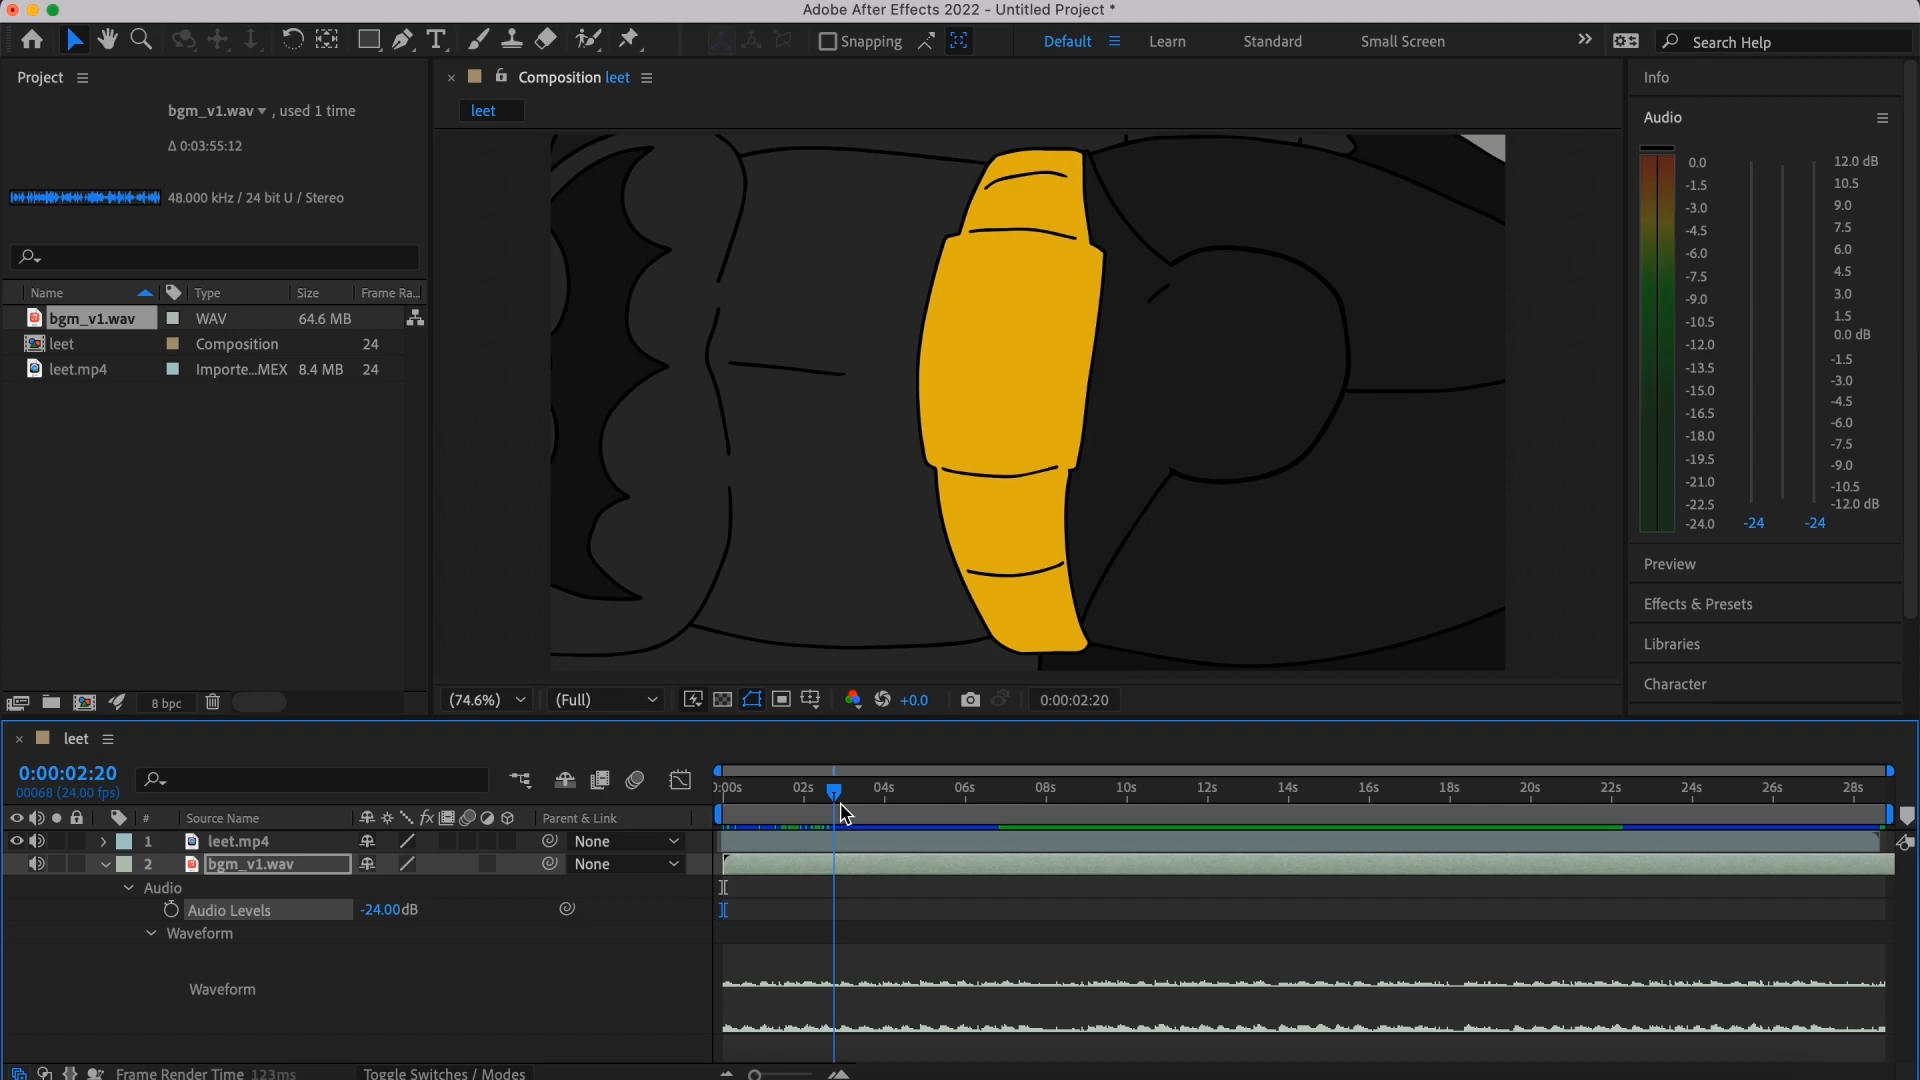 Adobe After Effects 2022 - Untitled Project *
Snapping
Default
Learn
Standard
Small Screen
Search Help
Project
bgm_v1.wav , used 1 time
Δ 0:03:55:12
48.000 kHz / 24 bit U / Stereo
Name Type Size Frame Ra...
bgm_v1.wav WAV 64.6 MB
leet Composition 24
leet.mp4 Importe...MEX 8.4 MB 24
8 bpc
Composition leet
leet
(74.6%)
(Full)
+0.0
0:00:02:20
Info
Audio
0.0
-1.5
-3.0
-4.5
-6.0
-7.5
-9.0
-10.5
-12.0
-13.5
-15.0
-16.5
-18.0
-19.5
-21.0
-22.5
-24.0
-24 -24
12.0 dB
10.5
9.0
7.5
6.0
4.5
3.0
1.5
0.0 dB
-1.5
-3.0
-4.5
-6.0
-7.5
-9.0
-10.5
-12.0 dB
Preview
Effects & Presets
Libraries
Character
leet
0:00:02:20
00068 (24.00 fps)
0:00s 02s 04s 06s 08s 10s 12s 14s 16s 18s 20s 22s 24s 26s 28s
# Source Name fx Parent & Link
1 leet.mp4 None
2 bgm_v1.wav None
Audio
Audio Levels -24.00dB
Waveform
Waveform
Frame Render Time 123ms
Toggle Switches / Modes